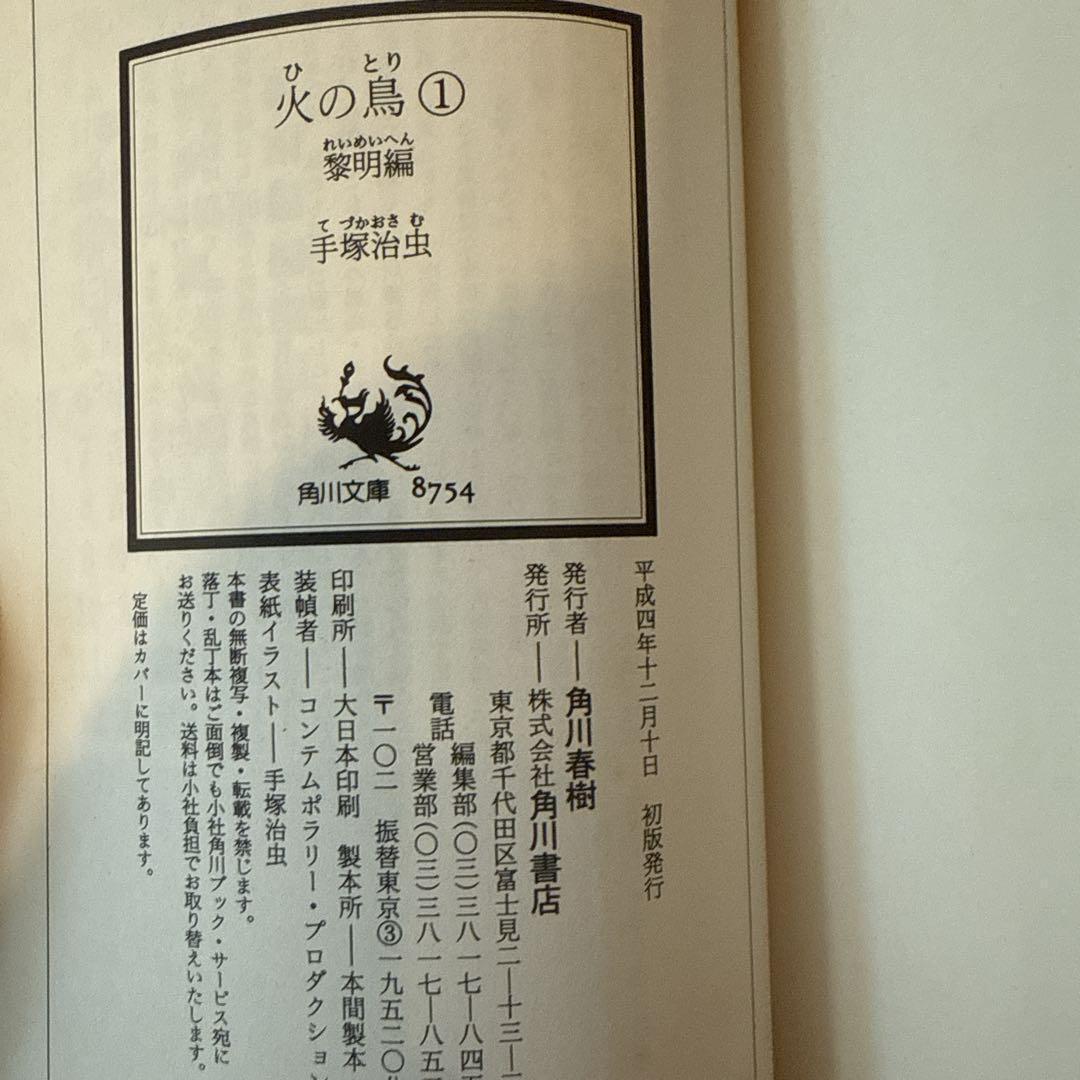 火の鳥①
ひ とり
黎明編
れいめいへん
手塚治虫
てづかおさむ
角川文庫 8754
平成四年十二月十日 初版発行
発行者――角川春樹
発行所――株式会社角川書店
東京都千代田区富士見二―十三―
電話 編集部(〇三)三八一七―八四
営業部(〇三)三八一七―八五
〒一〇二 振替東京③一九五二〇
印刷所――大日本印刷 製本所――本間製本
装幀者――コンテムポラリー・プロダクション
表紙イラスト――手塚治虫
本書の無断複写・複製・転載を禁じます。
落丁・乱丁本はご面倒でも小社角川ブック・サービス宛に
お送りください。送料は小社負担でお取り替えいたします。
定価はカバーに明記してあります。